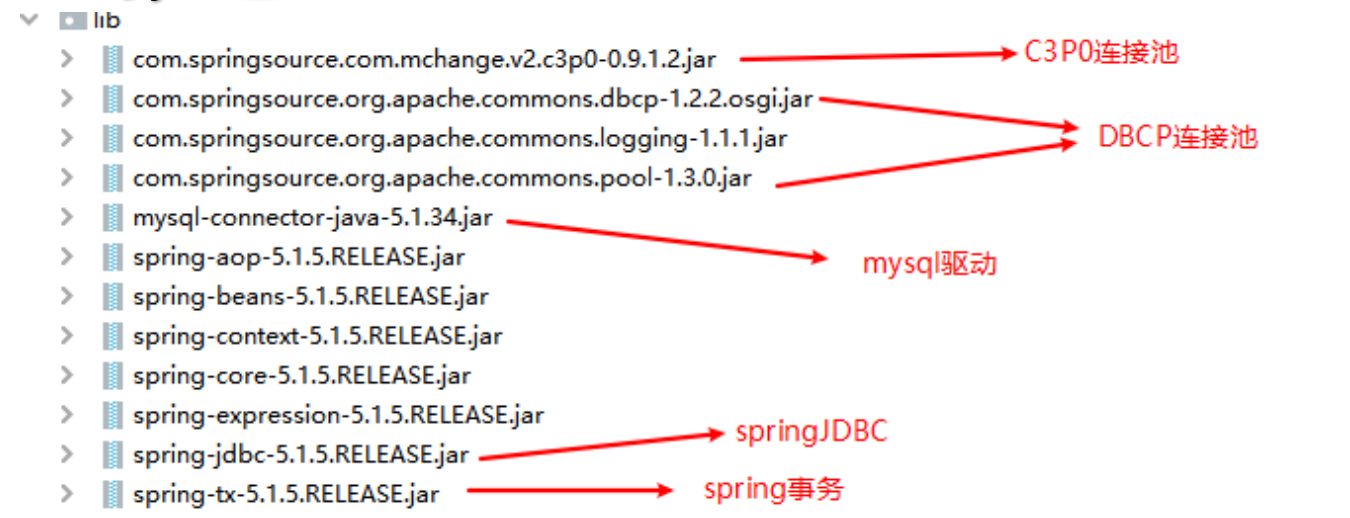 lib
com.springsource.com.mchange.v2.c3p0-0.9.1.2.jar
C3P0连接池
com.springsource.org.apache.commons.dbcp-1.2.2.osgi.jar
com.springsource.org.apache.commons.logging-1.1.1.jar
DBCP连接池
com.springsource.org.apache.commons.pool-1.3.0.jar
mysql-connector-java-5.1.34.jar
spring-aop-5.1.5.RELEASE.jar
mysql驱动
spring-beans-5.1.5.RELEASE.jar
spring-context-5.1.5.RELEASE.jar
spring-core-5.1.5.RELEASE.jar
spring-expression-5.1.5.RELEASE.jar
springJDBC
spring-jdbc-5.1.5.RELEASE.jar
spring-tx-5.1.5.RELEASE.jar
spring事务